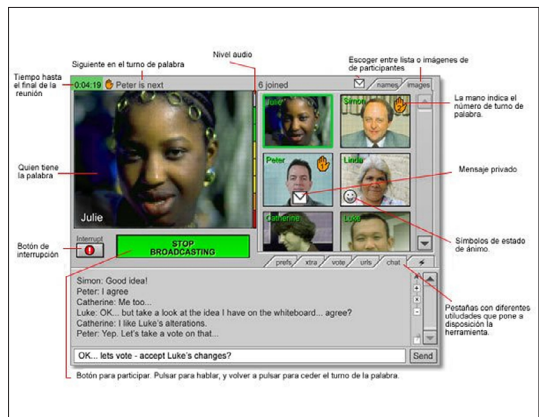 Nivel audio
Siguiente en el turno de palabra
Escoger entre lista o imágenes de
de participantes.
Tiempo hasta
el final de la
reunión
0:04:19 Peter is next
6 joined
names images
La mano indica el
número de turno de
palabra.
Julie
Simon
Quien tiene
la palabra
Peter
Linda
Mensaje privado
Julie
Catherine
Luke
Símbolos de estado
de ánimo.
Botón de
interrupción
Interrupt
STOP
BROADCASTING
prefs xtra vote urls chat
Simon: Good idea!
Peter: I agree
Catherine: Me too...
Luke: OK... but take a look at the idea I have on the whiteboard... agree?
Catherine: I like Luke's alterations.
Peter: Yep. Let's take a vote on that...
Pestañas con diferentes
utiludades que pone a
disposición la
herramienta.
OK... lets vote - accept Luke's changes?
Send
Botón para participar. Pulsar para hablar, y volver a pulsar para ceder el turno de la palabra.